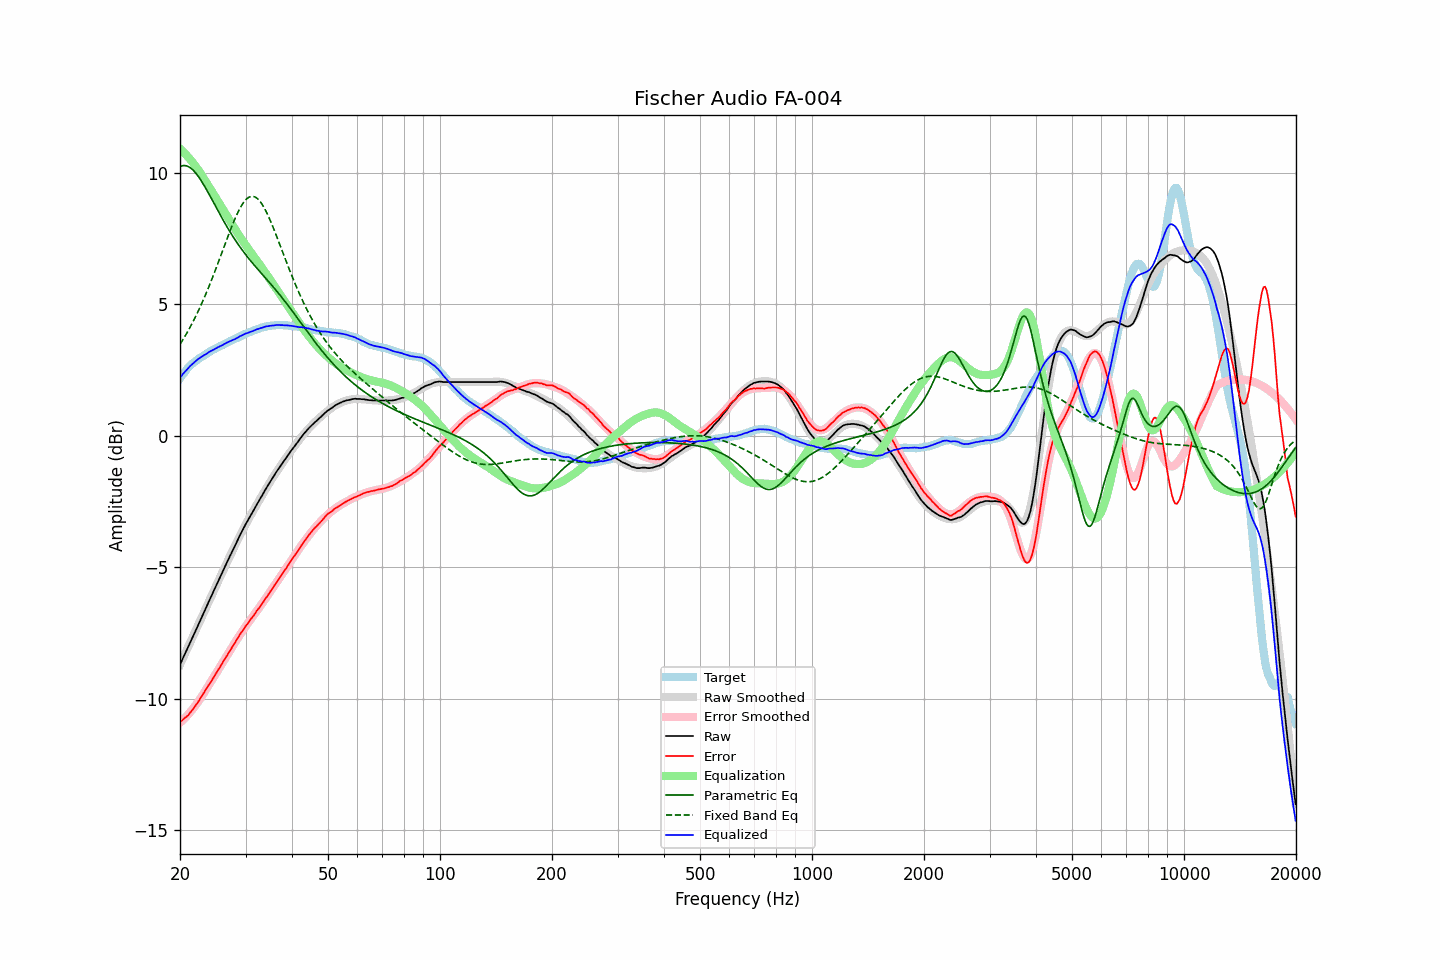 Fischer Audio FA-004
Amplitude (dBr)
10
5
0
−5
−10
−15
Target
Raw Smoothed
Error Smoothed
Raw
Error
Equalization
Parametric Eq
Fixed Band Eq
Equalized
20 50 100 200 500 1000 2000 5000 10000 20000
Frequency (Hz)